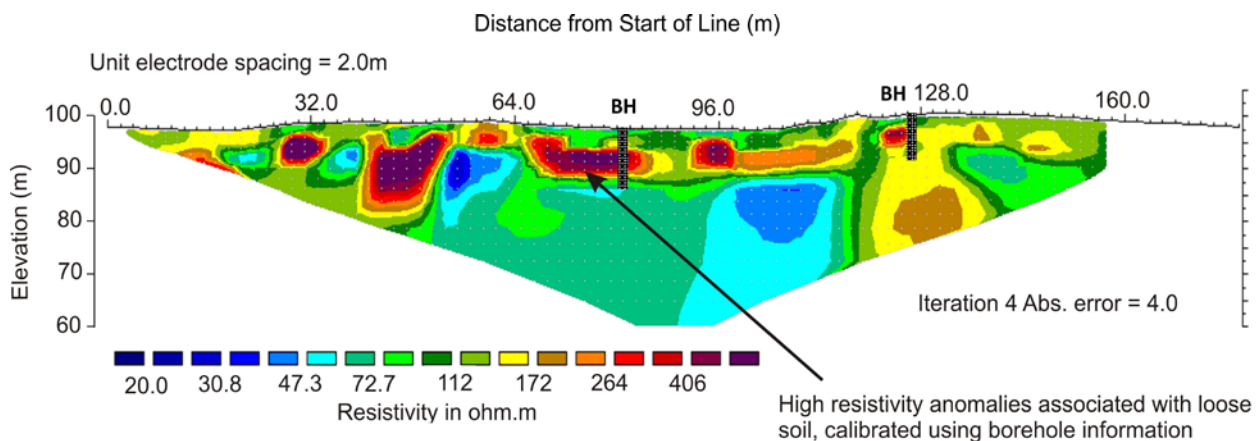 Distance from Start of Line (m)
Unit electrode spacing = 2.0m
0.0 32.0 64.0 BH 96.0 BH 128.0 160.0
100
90
80
70
60
Elevation (m)
Iteration 4 Abs. error = 4.0
20.0 30.8 47.3 72.7 112 172 264 406
Resistivity in ohm.m
High resistivity anomalies associated with loose
soil, calibrated using borehole information